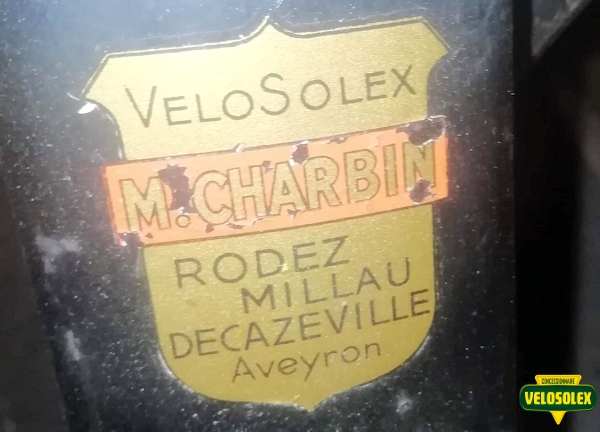 VELOSOLEX
M. CHARBIN
RODEZ
MILLAU
DECAZEVILLE
Aveyron
CONCESSIONNAIRE
VELOSOLEX